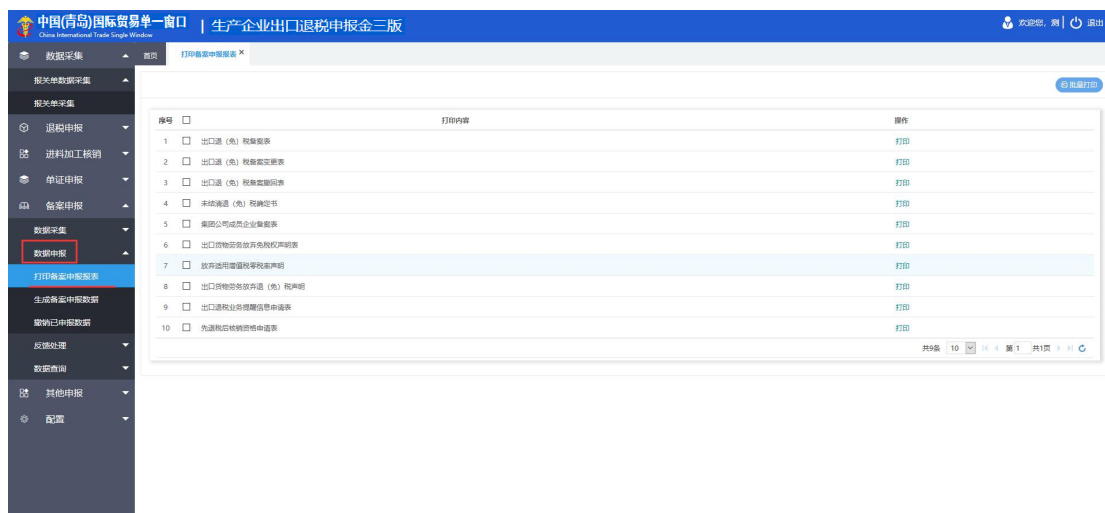 中国(青岛)国际贸易单一窗口 | 生产企业出口退税申报金三版
China International Trade Single Window
欢迎您, 测 | 退出
数据采集
报关单数据采集
报关单采集
退税申报
进料加工核销
单证申报
备案申报
数据采集
数据申报
打印备案申报报表
生成备案申报数据
撤销已申报数据
反馈处理
数据查询
其他申报
配置
首页 打印备案申报报表 ×
批量打印
序号 打印内容 操作
1 出口退（免）税备案表 打印
2 出口退（免）税备案变更表 打印
3 出口退（免）税备案撤回表 打印
4 未结清退（免）税确定书 打印
5 集团公司成员企业备案表 打印
6 出口货物劳务放弃免税权声明表 打印
7 放弃适用增值税零税率声明 打印
8 出口货物劳务放弃退（免）税声明 打印
9 出口退税业务提醒信息申请表 打印
10 先退税后核销资格申请表 打印
共9条 10 第 1 共1页